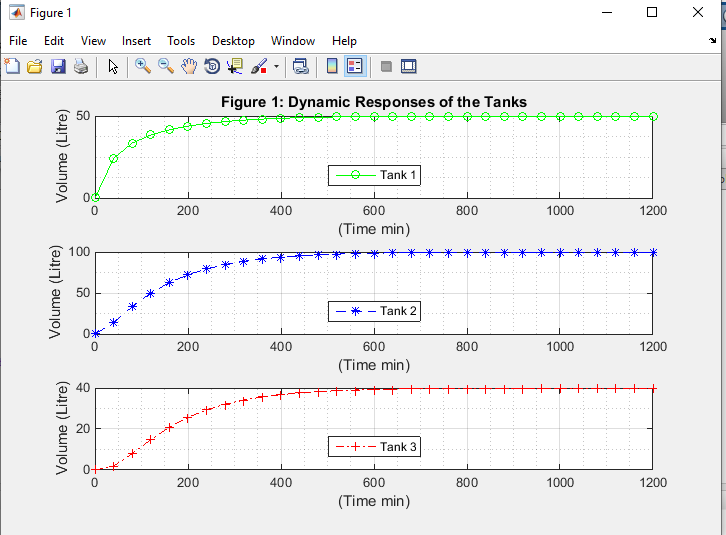 Figure 1
File Edit View Insert Tools Desktop Window Help
Figure 1: Dynamic Responses of the Tanks
Volume (Litre)
50
0
Tank 1
0 200 400 600 800 1000 1200
(Time min)
Volume (Litre)
100
50
0
Tank 2
0 200 400 600 800 1000 1200
(Time min)
Volume (Litre)
40
20
0
Tank 3
0 200 400 600 800 1000 1200
(Time min)